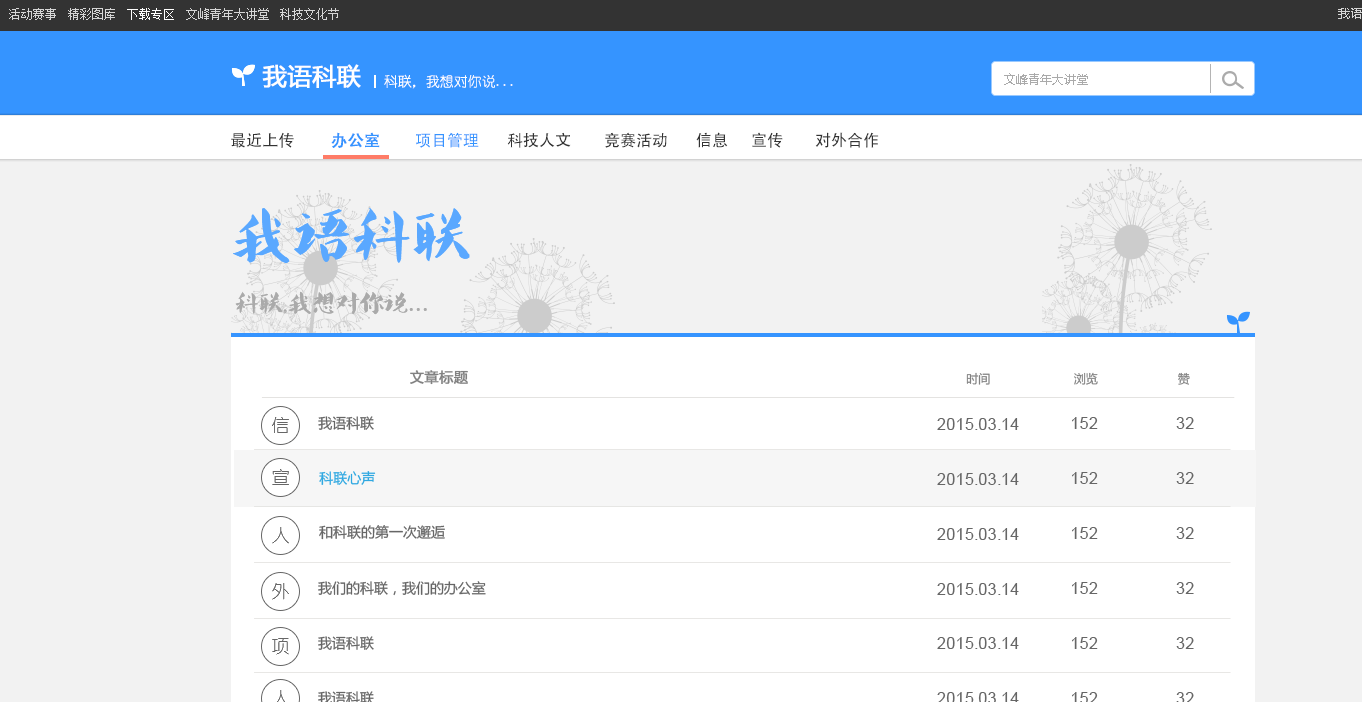 活动赛事 精彩图库 下载专区 文峰青年大讲堂 科技文化节 我语
我语科联 | 科联，我想对你说... 文峰青年大讲堂
最近上传 办公室 项目管理 科技人文 竞赛活动 信息 宣传 对外合作
我语科联
科联,我想对你说...
文章标题 时间 浏览 赞
信 我语科联 2015.03.14 152 32
宣 科联心声 2015.03.14 152 32
人 和科联的第一次邂逅 2015.03.14 152 32
外 我们的科联，我们的办公室 2015.03.14 152 32
项 我语科联 2015.03.14 152 32
人 我语科联 2015.03.14 152 32